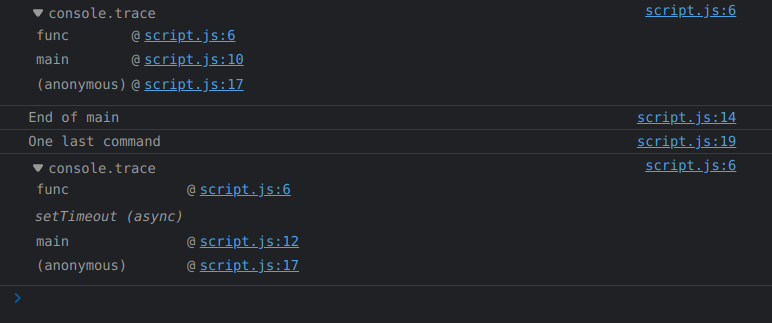 console.trace script.js:6
func @ script.js:6
main @ script.js:10
(anonymous) @ script.js:17
End of main script.js:14
One last command script.js:19
console.trace script.js:6
func @ script.js:6
setTimeout (async)
main @ script.js:12
(anonymous) @ script.js:17